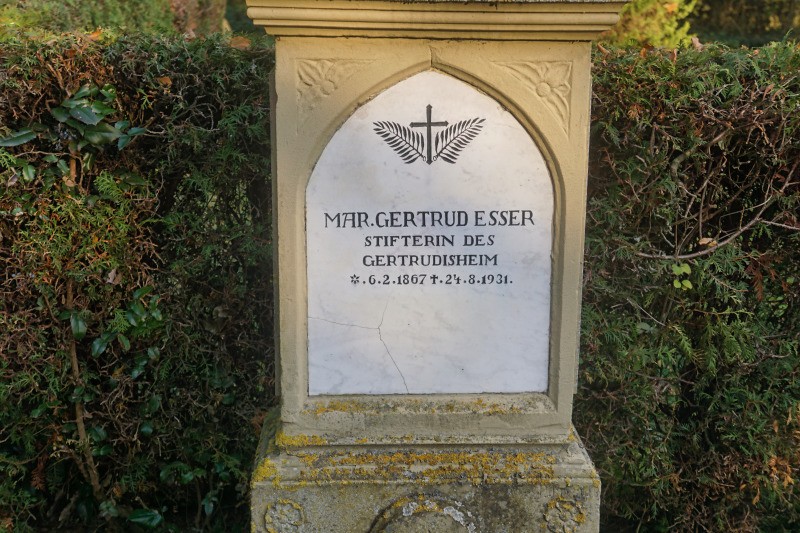 MAR. GERTRUD ESSER
STIFTERIN DES
GERTRUDISHEIM
*. 6. 2. 1867 †. 24. 8. 1931.